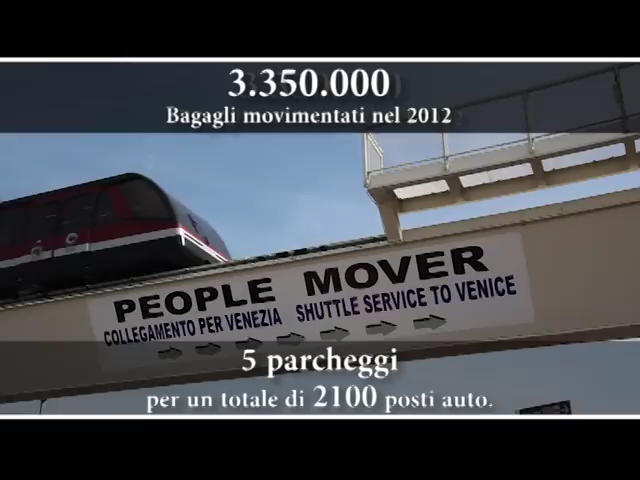 3.350.000
Bagagli movimentati nel 2012
PEOPLE MOVER
COLLEGAMENTO PER VENEZIA SHUTTLE SERVICE TO VENICE
5 parcheggi
per un totale di 2100 posti auto.